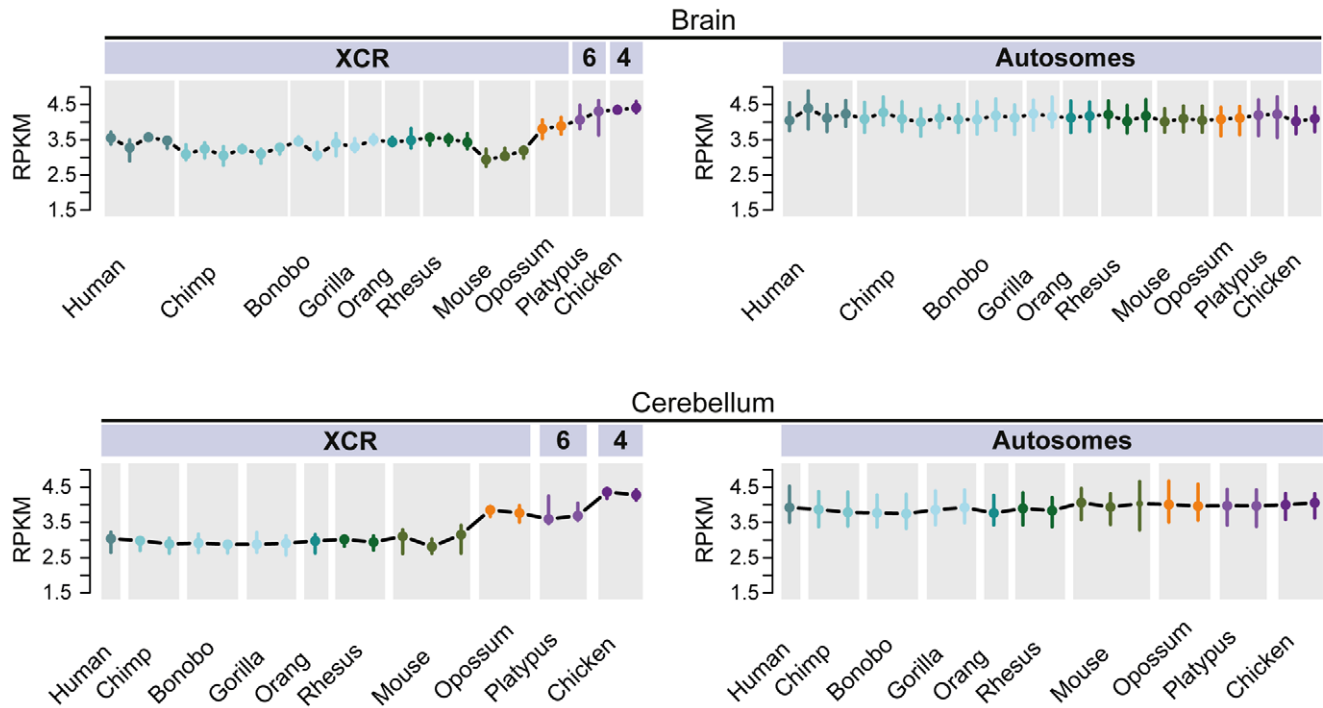 Brain
XCR 6 4
RPKM
4.5
3.5
2.5
1.5
Human Chimp Bonobo Gorilla Orang Rhesus Mouse Opossum Platypus Chicken
Autosomes
RPKM
4.5
3.5
2.5
1.5
Human Chimp Bonobo Gorilla Orang Rhesus Mouse Opossum Platypus Chicken
Cerebellum
XCR 6 4
RPKM
4.5
3.5
2.5
1.5
Human Chimp Bonobo Gorilla Orang Rhesus Mouse Opossum Platypus Chicken
Autosomes
RPKM
4.5
3.5
2.5
1.5
Human Chimp Bonobo Gorilla Orang Rhesus Mouse Opossum Platypus Chicken